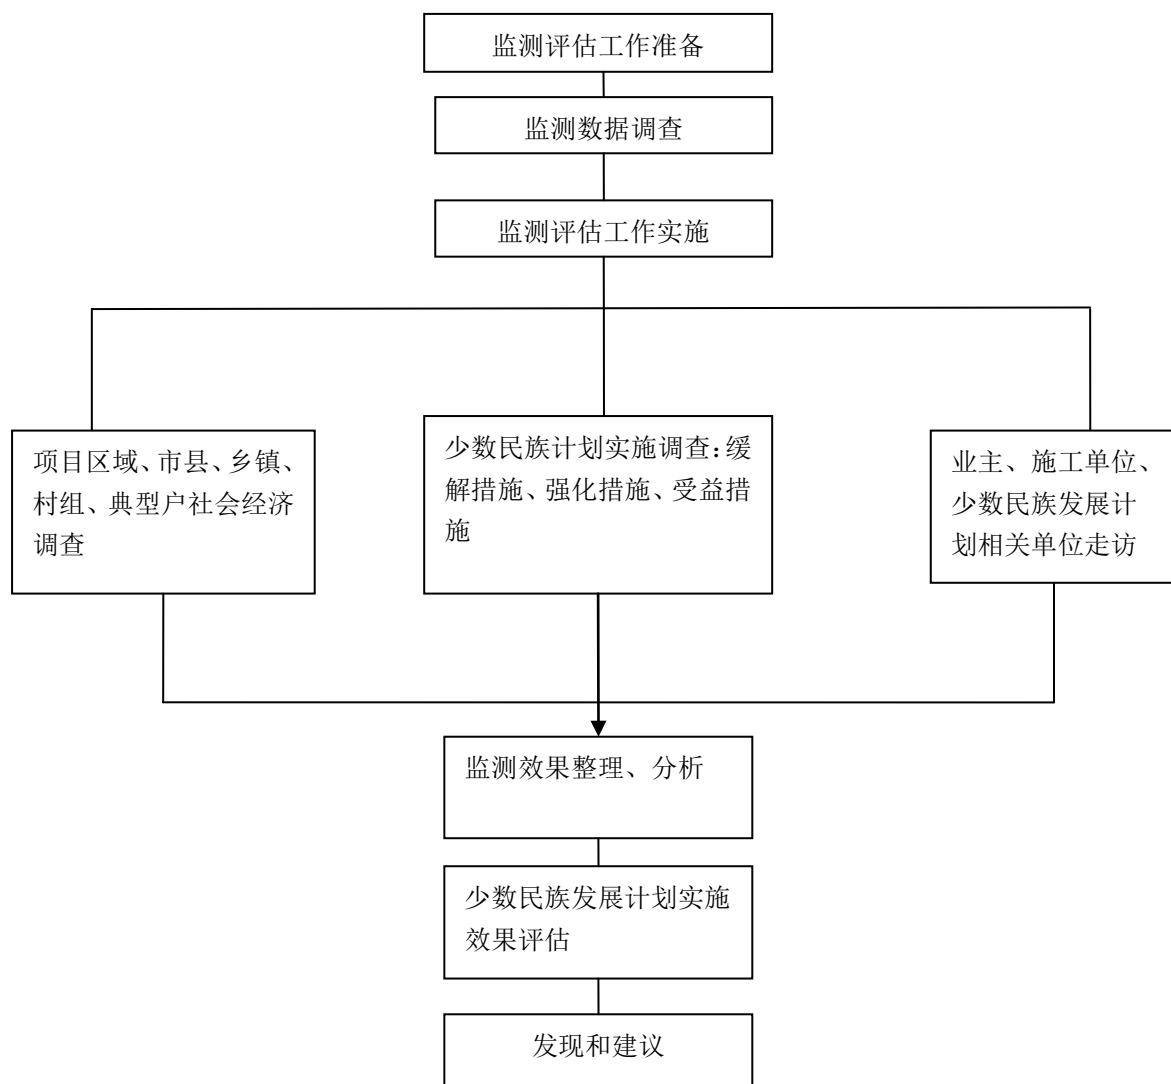 监测评估工作准备
监测数据调查
监测评估工作实施
项目区域、市县、乡镇、
村组、典型户社会经济
调查
少数民族计划实施调查：缓
解措施、强化措施、受益措
施
业主、施工单位、
少数民族发展计
划相关单位走访
监测效果整理、分析
少数民族发展计划实施
效果评估
发现和建议